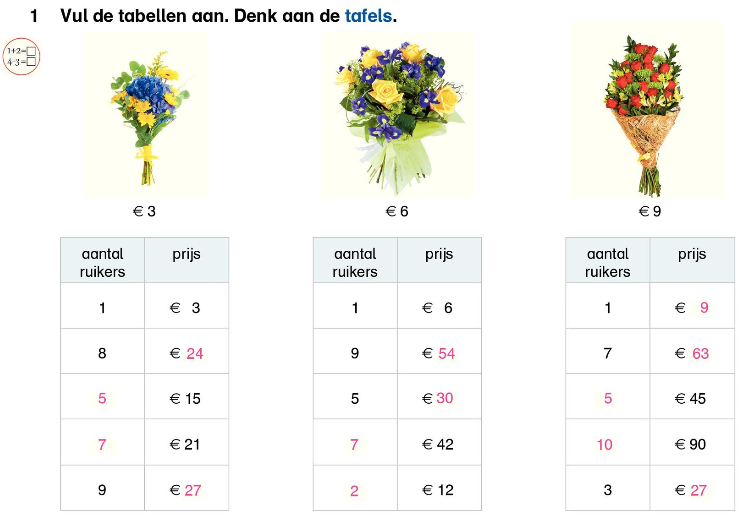 1 Vul de tabellen aan. Denk aan de tafels.
1+2=
4·3=
€ 3
€ 6
€ 9
aantal ruikers prijs
1 € 3
8 € 24
5 € 15
7 € 21
9 € 27
aantal ruikers prijs
1 € 6
9 € 54
5 € 30
7 € 42
2 € 12
aantal ruikers prijs
1 € 9
7 € 63
5 € 45
10 € 90
3 € 27